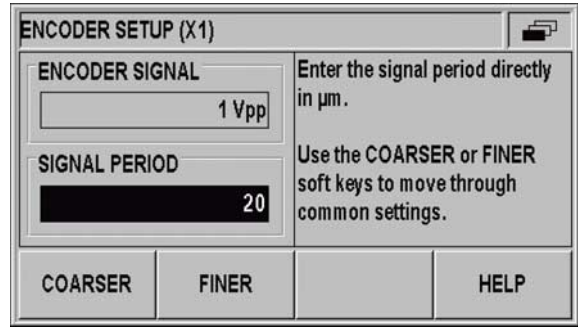 ENCODER SETUP (X1)
ENCODER SIGNAL
1 Vpp
SIGNAL PERIOD
20
Enter the signal period directly
in µm.
Use the COARSER or FINER
soft keys to move through
common settings.
COARSER
FINER
HELP